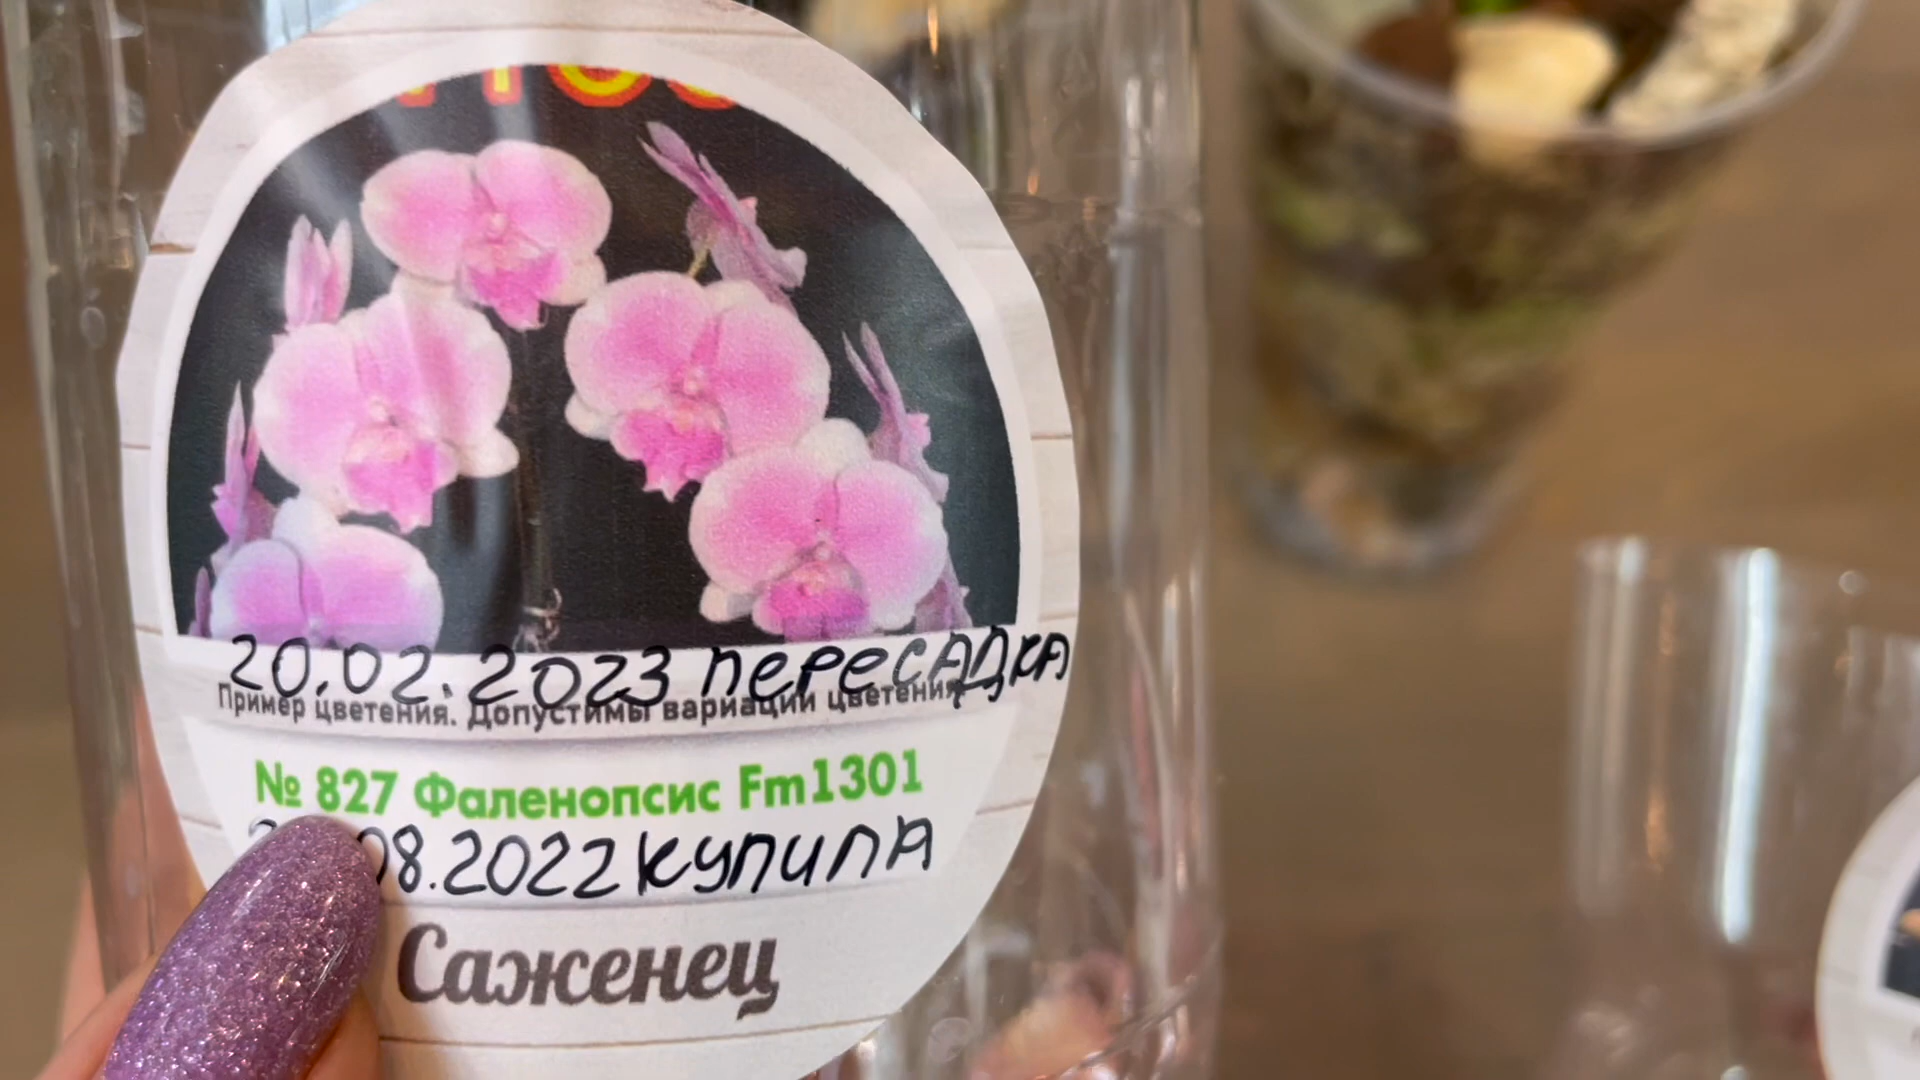 20.02.2023 ПЕРЕСАДКА
Пример цветения. Допустимы вариации цветения.
№ 827 Фаленопсис Fm1301
08.2022 КУПИЛА
Саженец